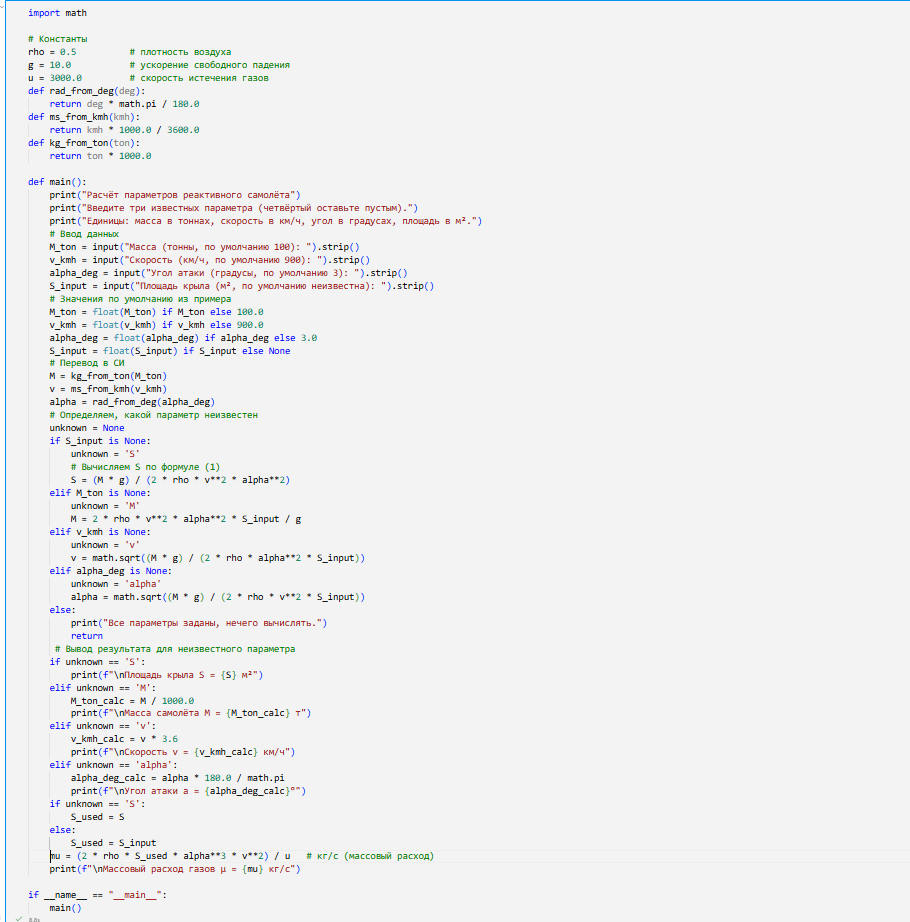 import math

# Константы
rho = 0.5          # плотность воздуха
g = 10.0           # ускорение свободного падения
u = 3000.0         # скорость истечения газов
def rad_from_deg(deg):
    return deg * math.pi / 180.0
def ms_from_kmh(kmh):
    return kmh * 1000.0 / 3600.0
def kg_from_ton(ton):
    return ton * 1000.0

def main():
    print("Расчёт параметров реактивного самолёта")
    print("Введите три известных параметра (четвёртый оставьте пустым).")
    print("Единицы: масса в тоннах, скорость в км/ч, угол в градусах, площадь в м².")
    # Ввод данных
    M_ton = input("Масса (тонны, по умолчанию 100): ").strip()
    v_kmh = input("Скорость (км/ч, по умолчанию 900): ").strip()
    alpha_deg = input("Угол атаки (градусы, по умолчанию 3): ").strip()
    S_input = input("Площадь крыла (м², по умолчанию неизвестна): ").strip()
    # Значения по умолчанию из примера
    M_ton = float(M_ton) if M_ton else 100.0
    v_kmh = float(v_kmh) if v_kmh else 900.0
    alpha_deg = float(alpha_deg) if alpha_deg else 3.0
    S_input = float(S_input) if S_input else None
    # Перевод в СИ
    M = kg_from_ton(M_ton)
    v = ms_from_kmh(v_kmh)
    alpha = rad_from_deg(alpha_deg)
    # Определяем, какой параметр неизвестен
    unknown = None
    if S_input is None:
        unknown = 'S'
        # Вычисляем S по формуле (1)
        S = (M * g) / (2 * rho * v**2 * alpha**2)
    elif M_ton is None:
        unknown = 'M'
        M = 2 * rho * v**2 * alpha**2 * S_input / g
    elif v_kmh is None:
        unknown = 'v'
        v = math.sqrt((M * g) / (2 * rho * alpha**2 * S_input))
    elif alpha_deg is None:
        unknown = 'alpha'
        alpha = math.sqrt((M * g) / (2 * rho * v**2 * S_input))
    else:
        print("Все параметры заданы, нечего вычислять.")
        return
     # Вывод результата для неизвестного параметра
    if unknown == 'S':
        print(f"\nПлощадь крыла S = {S} м²")
    elif unknown == 'M':
        M_ton_calc = M / 1000.0
        print(f"\nМасса самолёта M = {M_ton_calc} т")
    elif unknown == 'v':
        v_kmh_calc = v * 3.6
        print(f"\nСкорость v = {v_kmh_calc} км/ч")
    elif unknown == 'alpha':
        alpha_deg_calc = alpha * 180.0 / math.pi
        print(f"\nУгол атаки α = {alpha_deg_calc}°")
    if unknown == 'S':
        S_used = S
    else:
        S_used = S_input
    mu = (2 * rho * S_used * alpha**3 * v**2) / u   # кг/с (массовый расход)
    print(f"\nМассовый расход газов μ = {mu} кг/с")

if __name__ == "__main__":
    main()